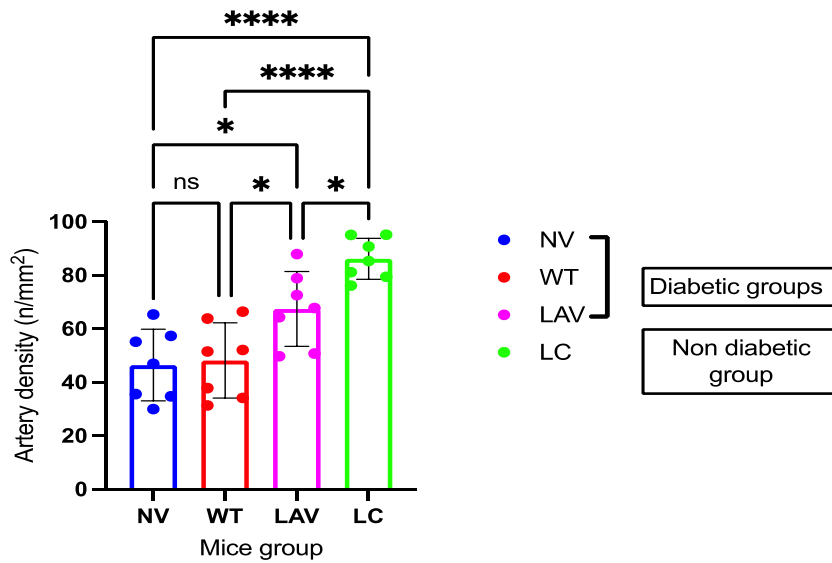 ****
****
*
ns
*
*
100
80
60
40
20
0
Artery density (n/mm²)
NV
WT
LAV
LC
Mice group
NV
WT
LAV
LC
Diabetic groups
Non diabetic
group